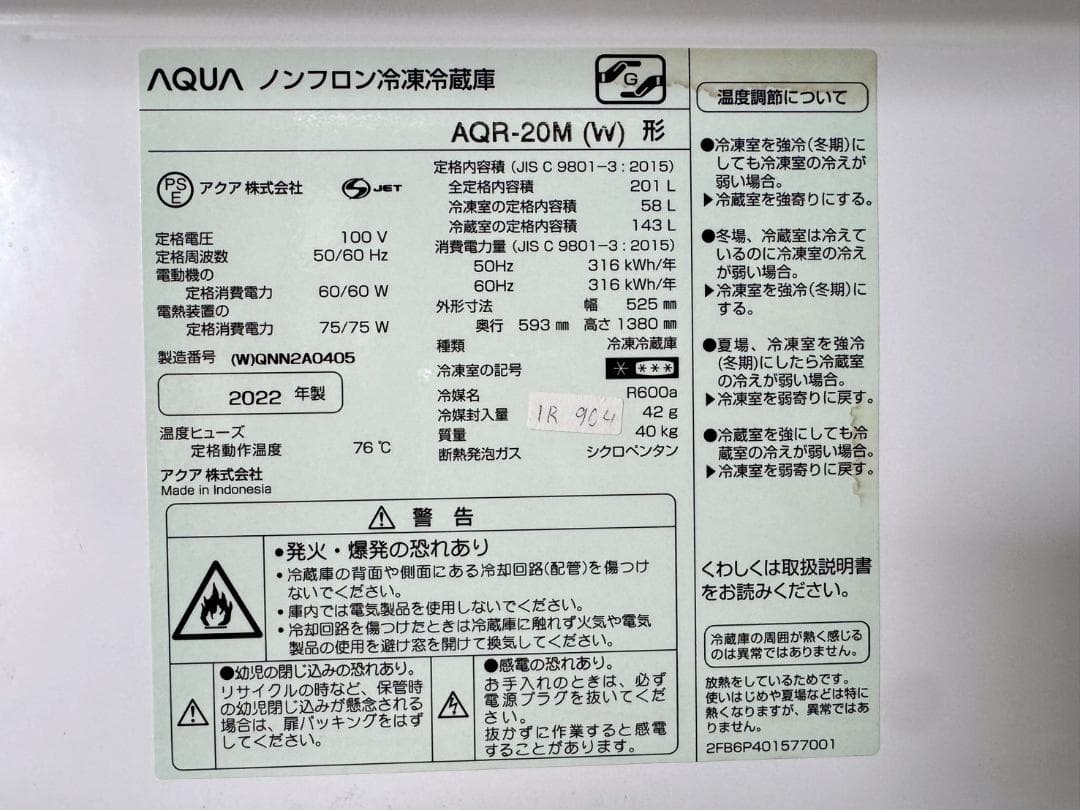 AQUA ノンフロン冷凍冷蔵庫
G
AQR-20M (W) 形
PS
E
アクア 株式会社
S JET
定格電圧 100 V
定格周波数 50/60 Hz
電動機の
定格消費電力 60/60 W
電熱装置の
定格消費電力 75/75 W
製造番号 (W)QNN2A0405
2022 年製
温度ヒューズ
定格動作温度 76 ℃
アクア 株式会社
Made in Indonesia
定格内容積 (JIS C 9801-3 : 2015)
全定格内容積 201 L
冷凍室の定格内容積 58 L
冷蔵室の定格内容積 143 L
消費電力量 (JIS C 9801-3 : 2015)
50Hz 316 kWh/年
60Hz 316 kWh/年
外形寸法 幅 525 ㎜
奥行 593 ㎜ 高さ 1380 ㎜
種類 冷凍冷蔵庫
冷凍室の記号 * ***
冷媒名 R600a
冷媒封入量 42 g
質量 40 kg
断熱発泡ガス シクロペンタン
IR 904
⚠ 警 告
●発火・爆発の恐れあり
・冷蔵庫の背面や側面にある冷却回路(配管)を傷つけ
ないでください。
・庫内では電気製品を使用しないでください。
・冷却回路を傷つけたときは冷蔵庫に触れず火気や電気
製品の使用を避け窓を開けて換気してください。
●幼児の閉じ込みの恐れあり。
リサイクルの時など、保管時
の幼児閉じ込みが懸念される
場合は、扉パッキングをはず
してください。
●感電の恐れあり。
お手入れのときは、必ず
電源プラグを抜いてくだ
さい。
抜かずに作業すると感電
することがあります。
温度調節について
●冷凍室を強冷(冬期)に
しても冷凍室の冷えが
弱い場合。
▶冷蔵室を強寄りにする。
●冬場、冷蔵室は冷えて
いるのに冷凍室の冷え
が弱い場合。
▶冷凍室を強冷(冬期)に
する。
●夏場、冷凍室を強冷
(冬期)にしたら冷蔵室
の冷えが弱い場合。
▶冷凍室を弱寄りに戻す。
●冷蔵室を強にしても冷
蔵室の冷えが弱い場合。
▶冷凍室を弱寄りに戻す。
くわしくは取扱説明書
をお読みください。
冷蔵庫の周囲が熱く感じる
のは異常ではありません。
放熱をしているためです。
使いはじめや夏場などは特に
熱くなりますが、異常ではあ
りません。
2FB6P401577001